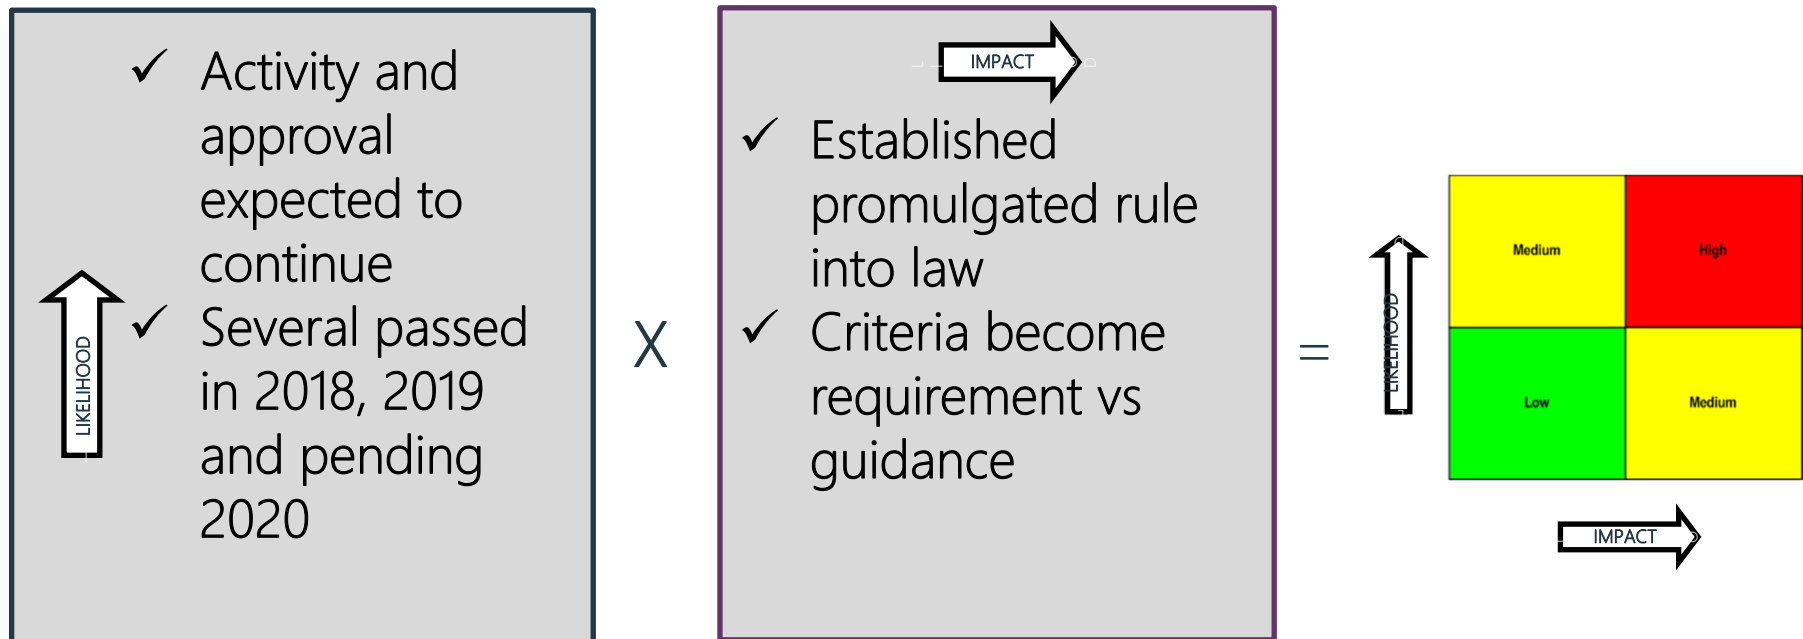 ✓ Activity and
approval
expected to
continue
✓ Several passed
in 2018, 2019
and pending
2020
LIKELIHOOD
X
IMPACT
✓ Established
promulgated rule
into law
✓ Criteria become
requirement vs
guidance
=
LIKELIHOOD
Medium
High
Low
Medium
IMPACT